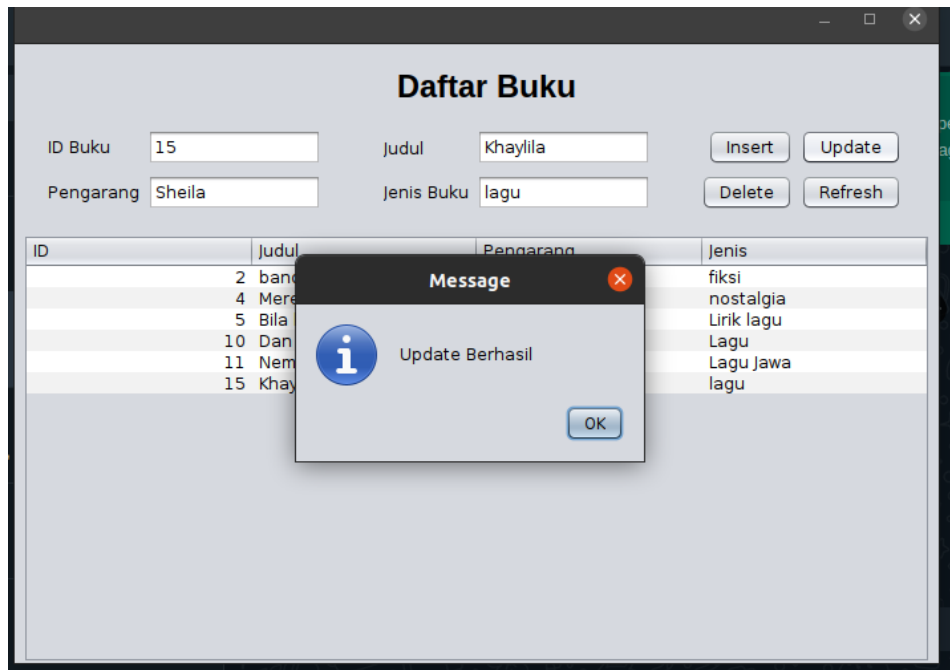 Daftar Buku
ID Buku 15 Judul Khaylila Insert Update
Pengarang Sheila Jenis Buku lagu Delete Refresh
ID Judul Pengarang Jenis
2 fiksi
4 nostalgia
5 Bila Lirik lagu
10 Dan Lagu
11 Lagu Jawa
15 lagu
Message
Update Berhasil
OK